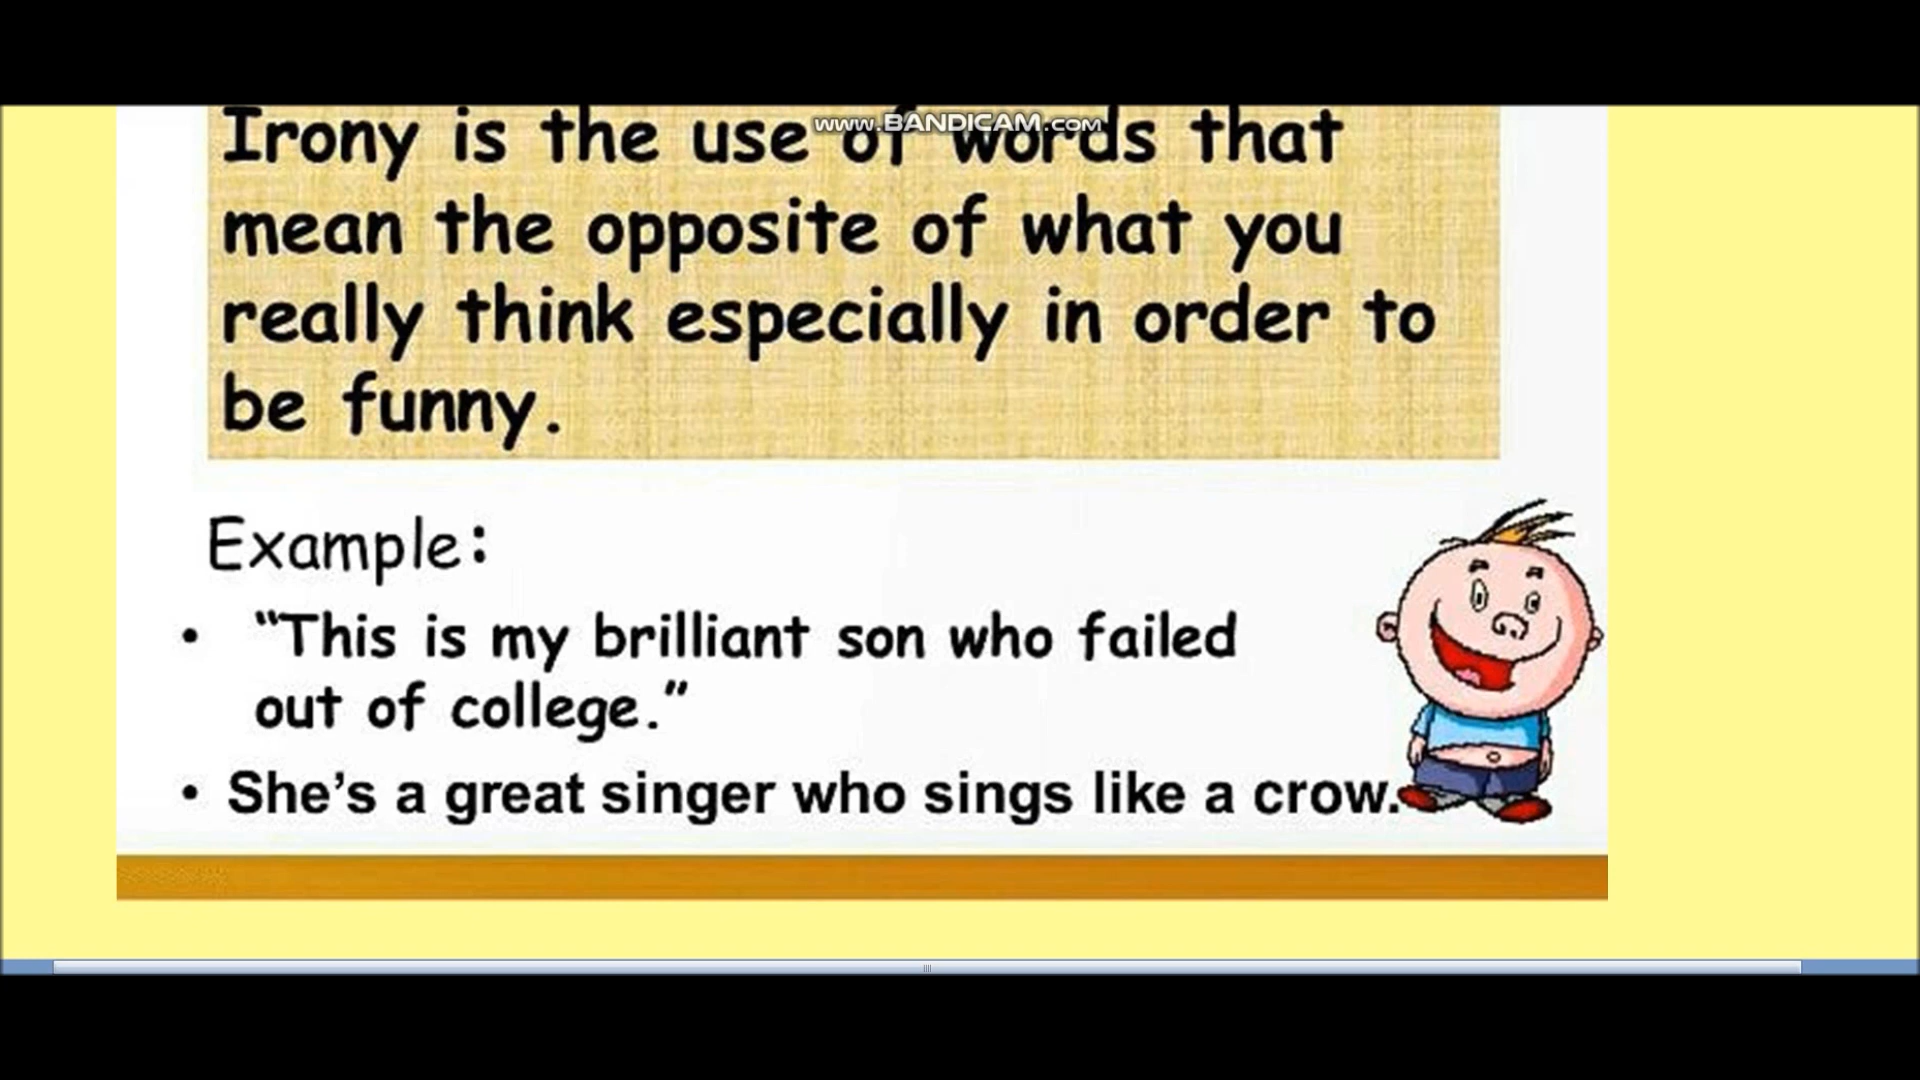 www.BANDICAM.com
Irony is the use of words that
mean the opposite of what you
really think especially in order to
be funny.
Example:
• “This is my brilliant son who failed
out of college.”
• She’s a great singer who sings like a crow.